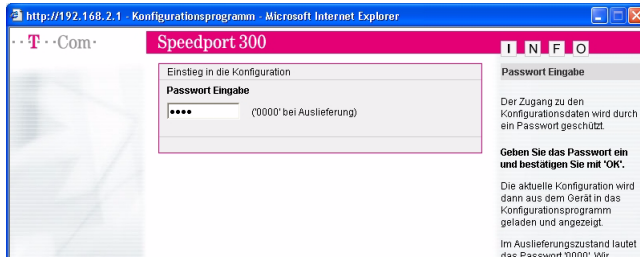 http://192.168.2.1 - Konfigurationsprogramm - Microsoft Internet Explorer
··T··Com·
Speedport 300
INFO
Einstieg in die Konfiguration
Passwort Eingabe
•••• ('0000' bei Auslieferung)
Passwort Eingabe
Der Zugang zu den
Konfigurationsdaten wird durch
ein Passwort geschützt.
Geben Sie das Passwort ein
und bestätigen Sie mit 'OK'.
Die aktuelle Konfiguration wird
dann aus dem Gerät in das
Konfigurationsprogramm
geladen und angezeigt.
Im Auslieferungszustand lautet
das Passwort '0000'. Wir